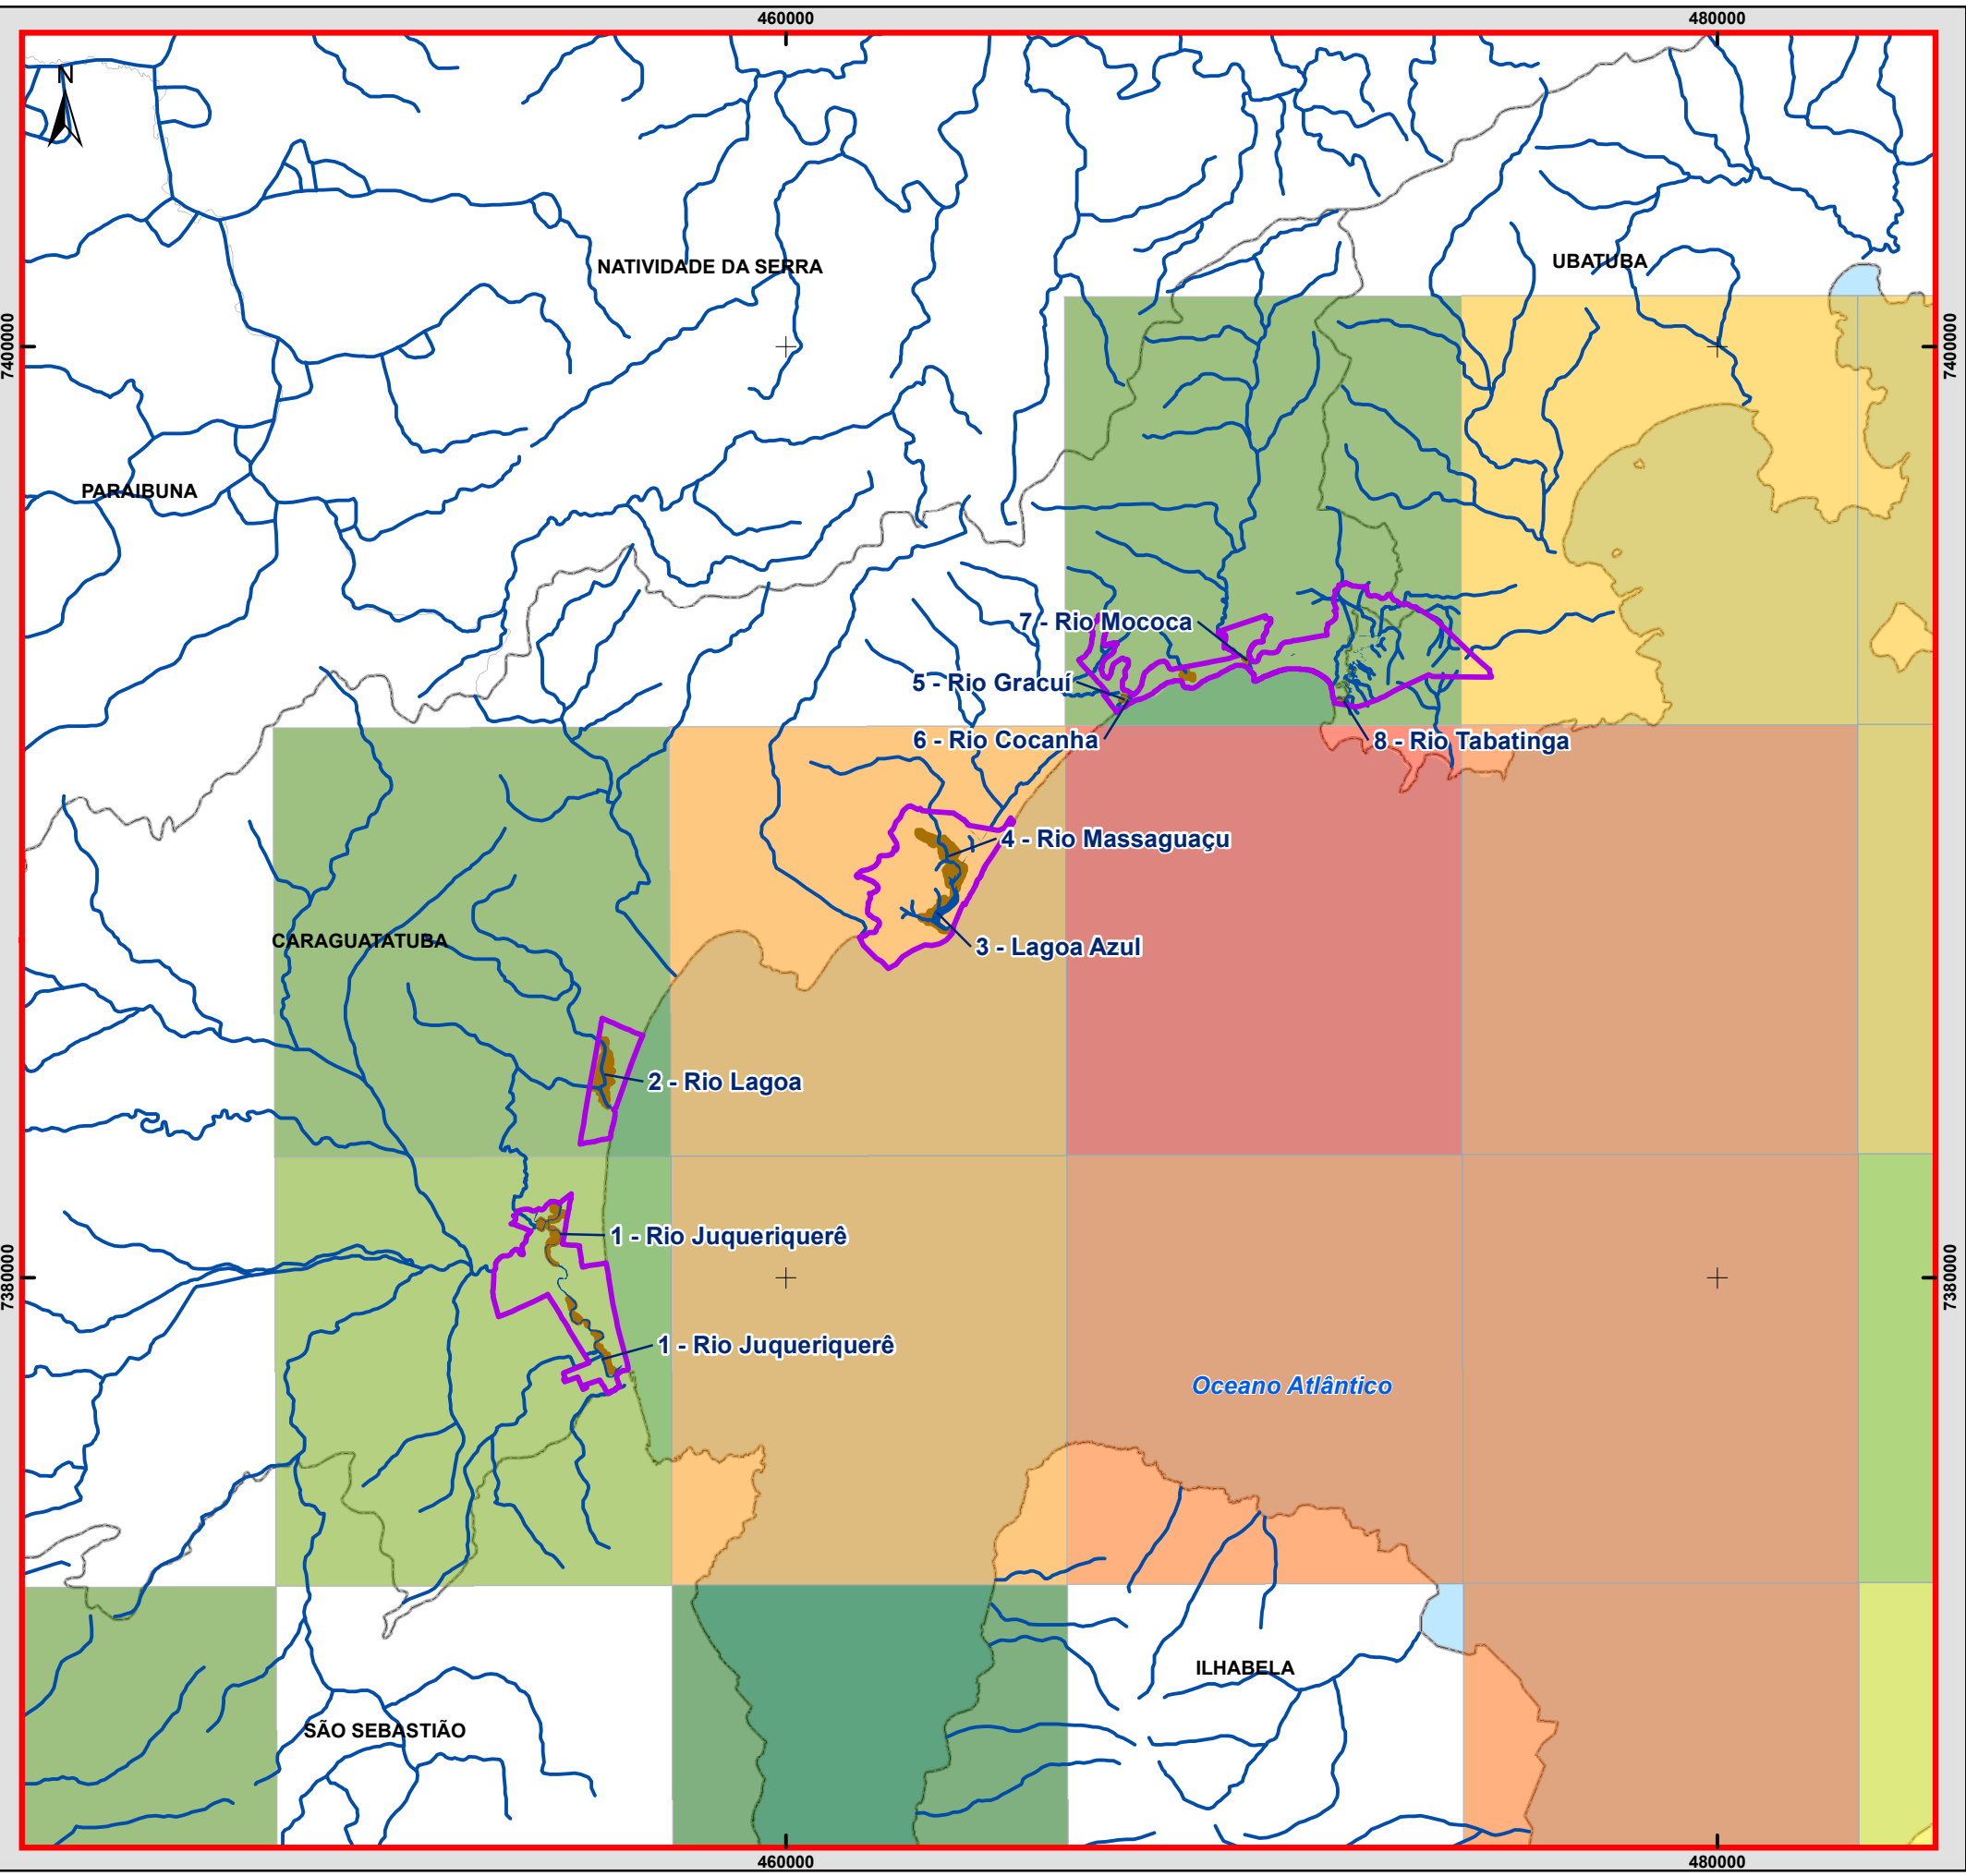 460000
480000
N
NATIVIDADE DA SERRA
UBATUBA
7400000
7400000
PARAIBUNA
7 - Rio Mococa
5 - Rio Gracuí
6 - Rio Cocanha
8 - Rio Tabatinga
4 - Rio Massaguaçu
CARAGUATATUBA
3 - Lagoa Azul
2 - Rio Lagoa
1 - Rio Juqueriquerê
7380000
7380000
1 - Rio Juqueriquerê
Oceano Atlântico
ILHABELA
SÃO SEBASTIÃO
460000
480000